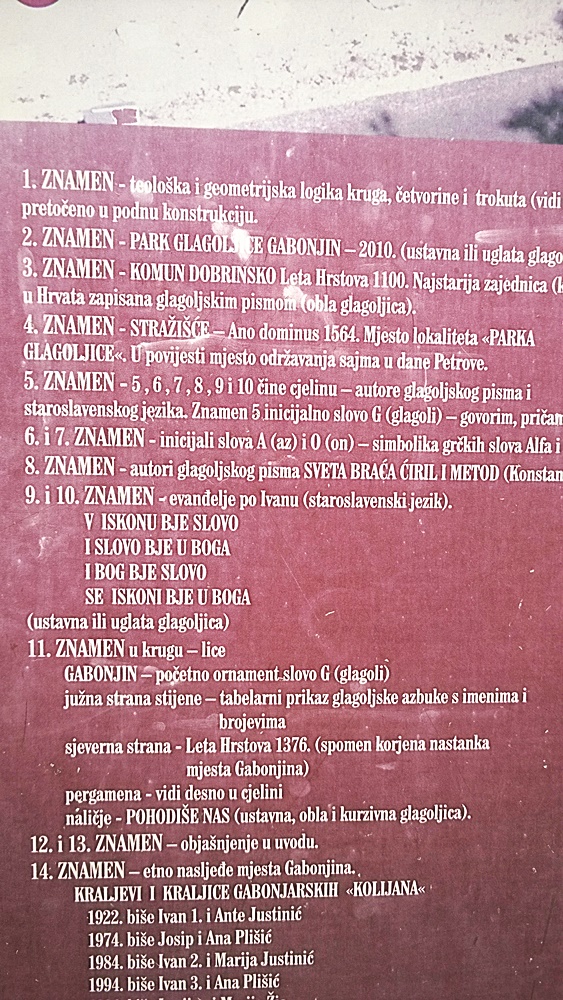 1. ZNAMEN - teološka i geometrijska logika kruga, četvorine i trokuta (vidi
pretočeno u podnu konstrukciju.
2. ZNAMEN - PARK GLAGOLJICE GABONJIN – 2010. (ustavna ili uglata glago
3. ZNAMEN - KOMUN DOBRINSKO Leta Hrstova 1100. Najstarija zajednica (k
u Hrvata zapisana glagoljskim pismom (obla glagoljica).
4. ZNAMEN - STRAŽIŠĆE – Ano dominus 1564. Mjesto lokaliteta «PARKA
GLAGOLJICE«. U povijesti mjesto održavanja sajma u dane Petrove.
5. ZNAMEN - 5 , 6 , 7 , 8 , 9 i 10 čine cjelinu – autore glagoljskog pisma i
staroslavenskog jezika. Znamen 5 inicijalno slovo G (glagoli) – govorim, pričam
6. i 7. ZNAMEN - inicijali slova A (az) i O (on) – simbolika grčkih slova Alfa i
8. ZNAMEN - autori glagoljskog pisma SVETA BRAĆA ĆIRIL I METOD (Konstan
9. i 10. ZNAMEN - evanđelje po Ivanu (staroslavenski jezik).
V ISKONU BJE SLOVO
I SLOVO BJE U BOGA
I BOG BJE SLOVO
SE ISKONI BJE U BOGA
(ustavna ili uglata glagoljica)
11. ZNAMEN u krugu – lice
GABONJIN – početno ornament slovo G (glagoli)
južna strana stijene – tabelarni prikaz glagoljske azbuke s imenima i
brojevima
sjeverna strana - Leta Hrstova 1376. (spomen korjena nastanka
mjesta Gabonjina)
pergamena - vidi desno u cjelini
náličje - POHODIŠE NAS (ustavna, obla i kurzivna glagoljica).
12. i 13. ZNAMEN – objašnjenje u uvodu.
14. ZNAMEN – etno nasljeđe mjesta Gabonjina.
KRALJEVI I KRALJICE GABONJARSKIH «KOLIJANA«
1922. biše Ivan 1. i Ante Justinić
1974. biše Josip i Ana Plišić
1984. biše Ivan 2. i Marija Justinić
1994. biše Ivan 3. i Ana Plišić